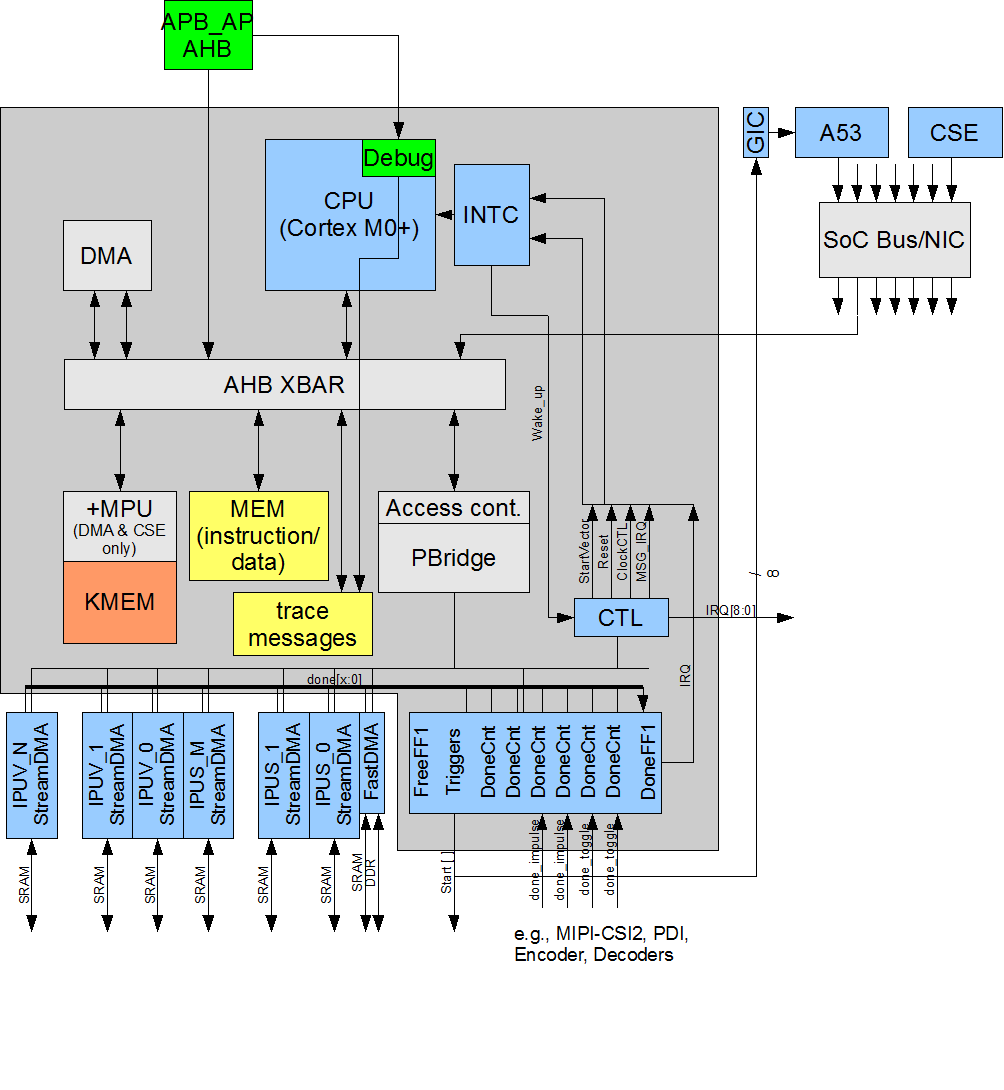 APB_AP
AHB
GIC
A53
CSE
Debug
CPU
(Cortex M0+)
INTC
SoC Bus/NIC
DMA
AHB XBAR
Wake_up
+MPU
(DMA & CSE
only)
KMEM
MEM
(instruction/
data)
Access cont.
PBridge
trace
messages
StartVector
Reset
ClockCTL
MSG_IRQ
CTL
IRQ[8:0]
8
IRQ
done[x:0]
IPUV_N
StreamDMA
IPUV_1
StreamDMA
IPUV_0
StreamDMA
IPUS_M
StreamDMA
IPUS_1
StreamDMA
IPUS_0
StreamDMA
FastDMA
FreeFF1
Triggers
DoneCnt
DoneCnt
DoneCnt
DoneCnt
DoneCnt
DoneCnt
DoneFF1
SRAM
SRAM
SRAM
SRAM
SRAM
SRAM
SRAM
DDR
Start [ ]
done_impulse
done_impulse
done_toggle
done_toggle
e.g., MIPI-CSI2, PDI,
Encoder, Decoders